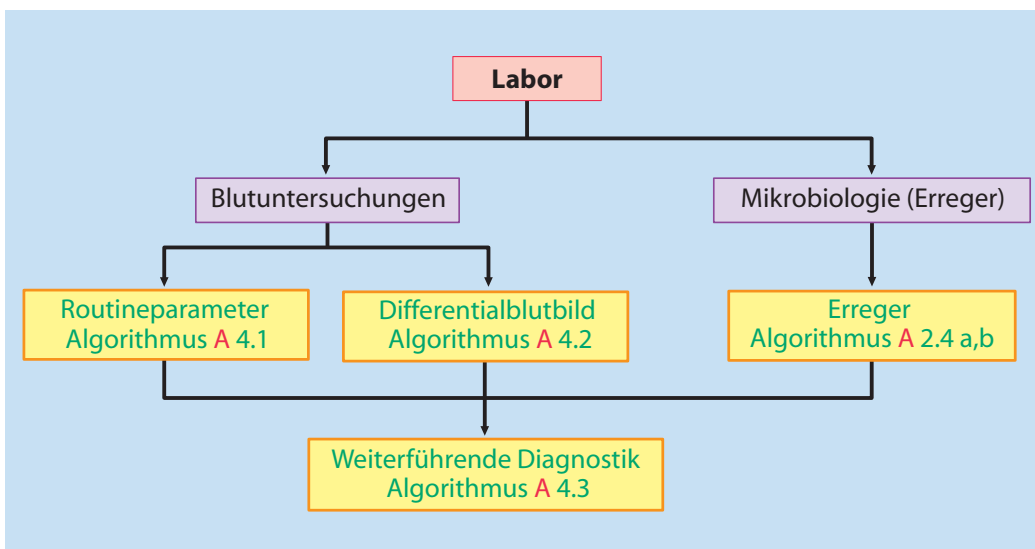 Labor
Blutuntersuchungen
Mikrobiologie (Erreger)
Routineparameter
Algorithmus A 4.1
Differentialblutbild
Algorithmus A 4.2
Erreger
Algorithmus A 2.4 a,b
Weiterführende Diagnostik
Algorithmus A 4.3